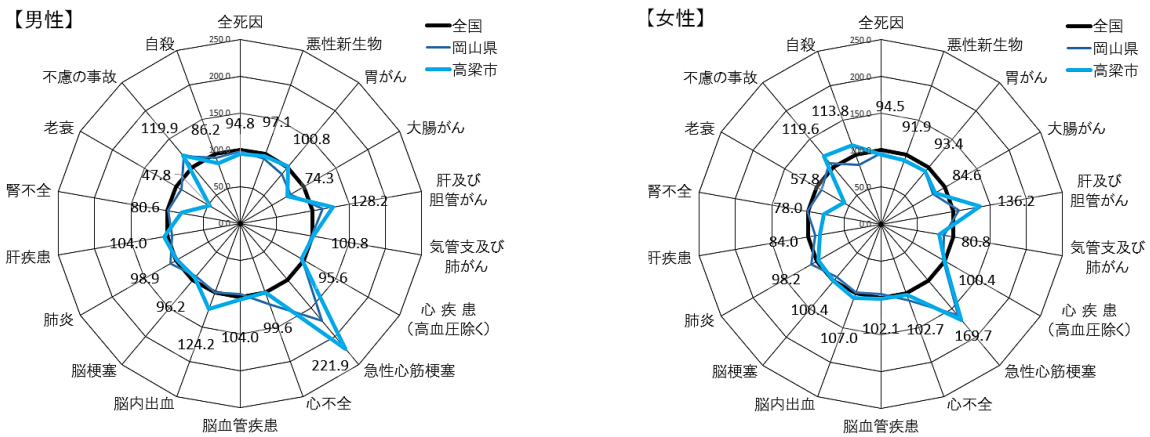 【男性】
全死因
全国
岡山県
高梁市
自殺
悪性新生物
不慮の事故
胃がん
老衰
大腸がん
腎不全
肝及び
胆管がん
肝疾患
気管支及び
肺がん
肺炎
心 疾 患
（高血圧除く）
脳梗塞
急性心筋梗塞
脳内出血
心不全
脳血管疾患
250.0
200.0
150.0
100.0
50.0
0.0
94.8
97.1
100.8
74.3
128.2
100.8
95.6
221.9
99.6
104.0
124.2
96.2
98.9
104.0
80.6
47.8
119.9
86.2
【女性】
全死因
全国
岡山県
高梁市
自殺
悪性新生物
不慮の事故
胃がん
老衰
大腸がん
腎不全
肝及び
胆管がん
肝疾患
気管支及び
肺がん
肺炎
心 疾 患
（高血圧除く）
脳梗塞
急性心筋梗塞
脳内出血
心不全
脳血管疾患
250.0
200.0
150.0
100.0
50.0
0.0
94.5
91.9
93.4
84.6
136.2
80.8
100.4
169.7
102.7
102.1
107.0
100.4
98.2
84.0
78.0
57.8
119.6
113.8